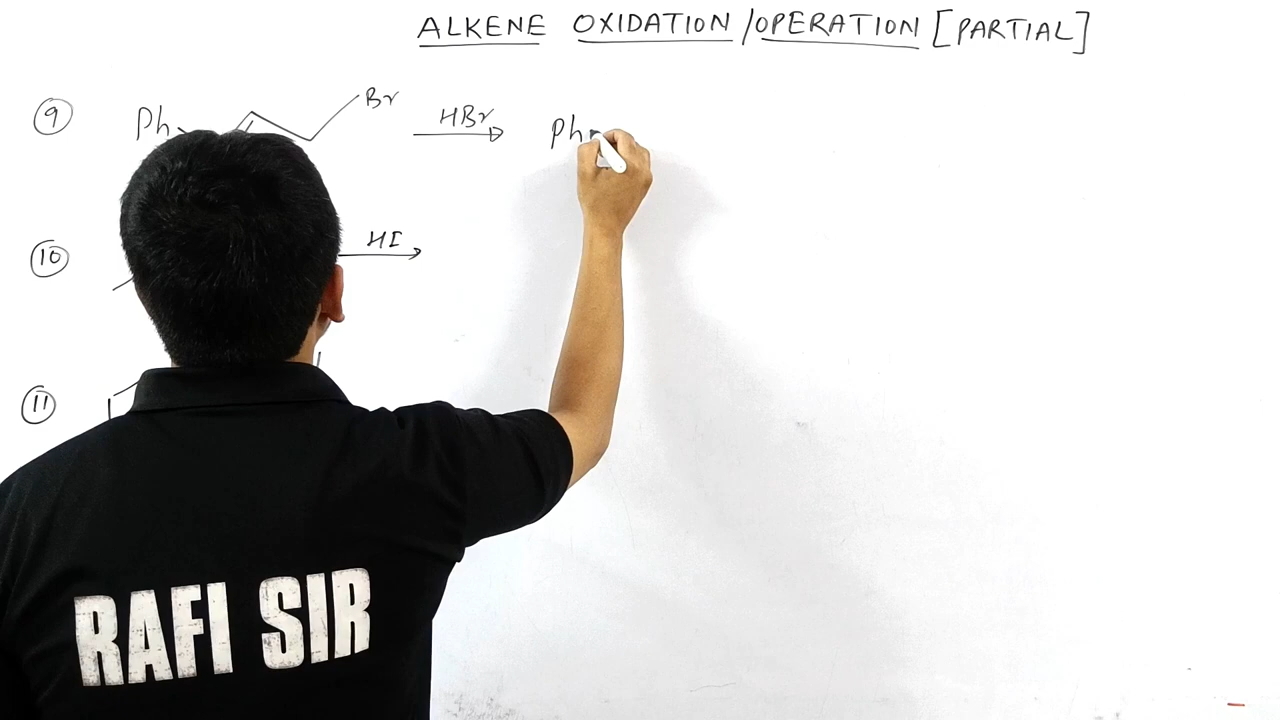 ALKENE OXIDATION/OPERATION [PARTIAL]
9 Ph Br HBr Ph
10 HI
11
RAFI SIR